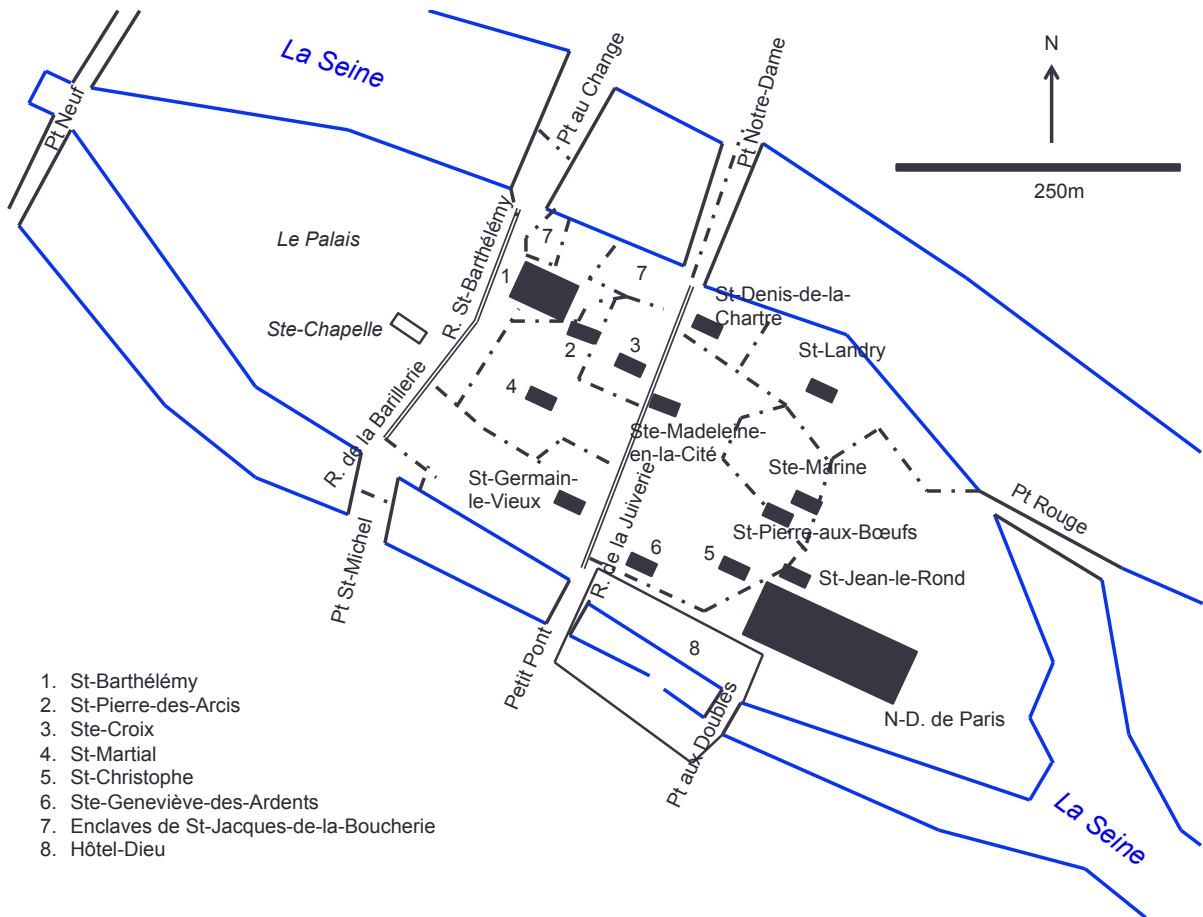 La Seine
Pt Neuf
Pt au Change
Pt Notre-Dame
N
250m
Le Palais
R. St-Barthélémy
7
7
1
Ste-Chapelle
2
3
St-Denis-de-la-
Chartre
St-Landry
4
R. de la Barillerie
Ste-Madeleine-
en-la-Cité
St-Germain-
le-Vieux
R. de la Juiverie
Ste-Marine
St-Pierre-aux-Bœufs
Pt Rouge
6
5
St-Jean-le-Rond
Pt St-Michel
Petit Pont
8
Pt aux Doubles
N-D. de Paris
La Seine
1. St-Barthélémy
2. St-Pierre-des-Arcis
3. Ste-Croix
4. St-Martial
5. St-Christophe
6. Ste-Geneviève-des-Ardents
7. Enclaves de St-Jacques-de-la-Boucherie
8. Hôtel-Dieu